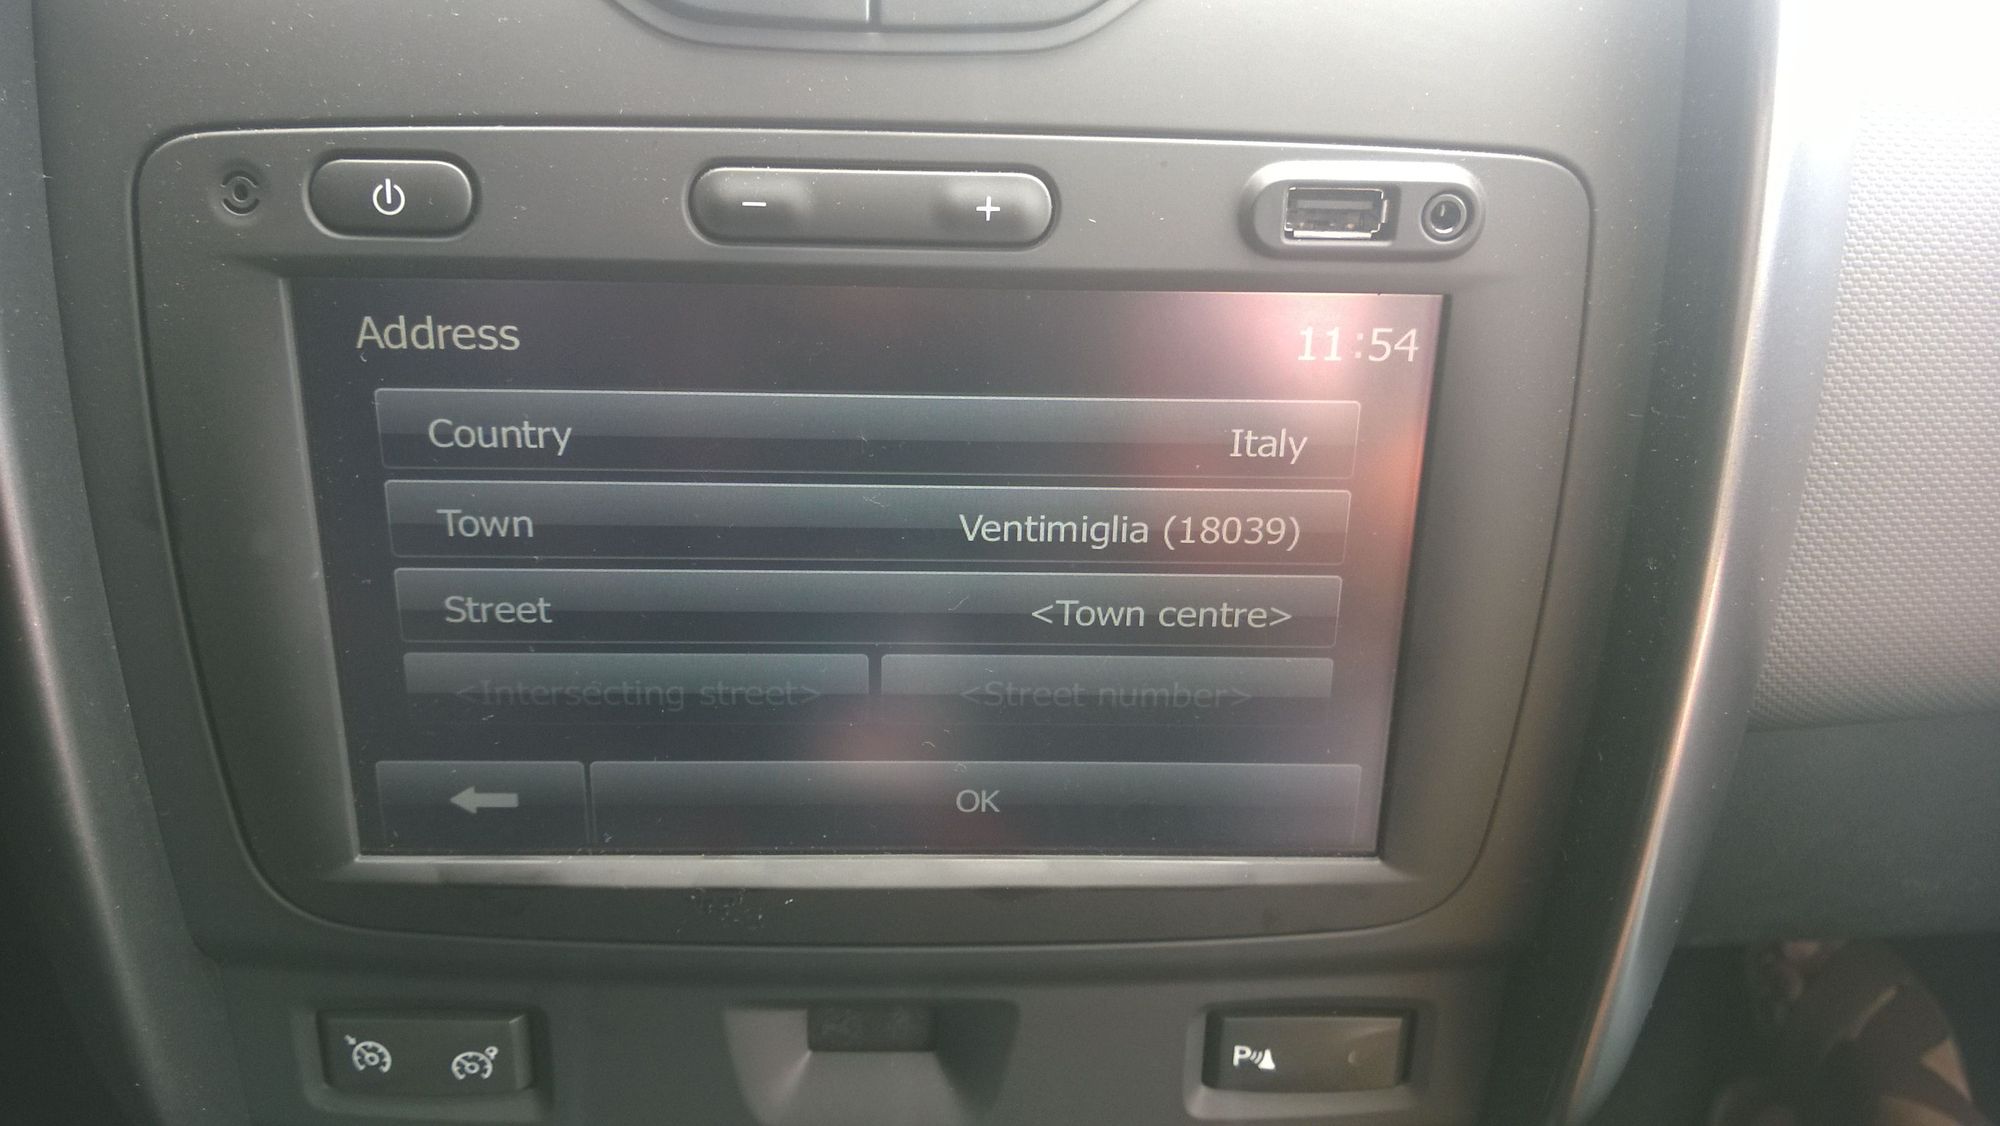 Address 11:54
Country Italy
Town Ventimiglia (18039)
Street <Town centre>
<Intersecting street> <Street number>
OK
P